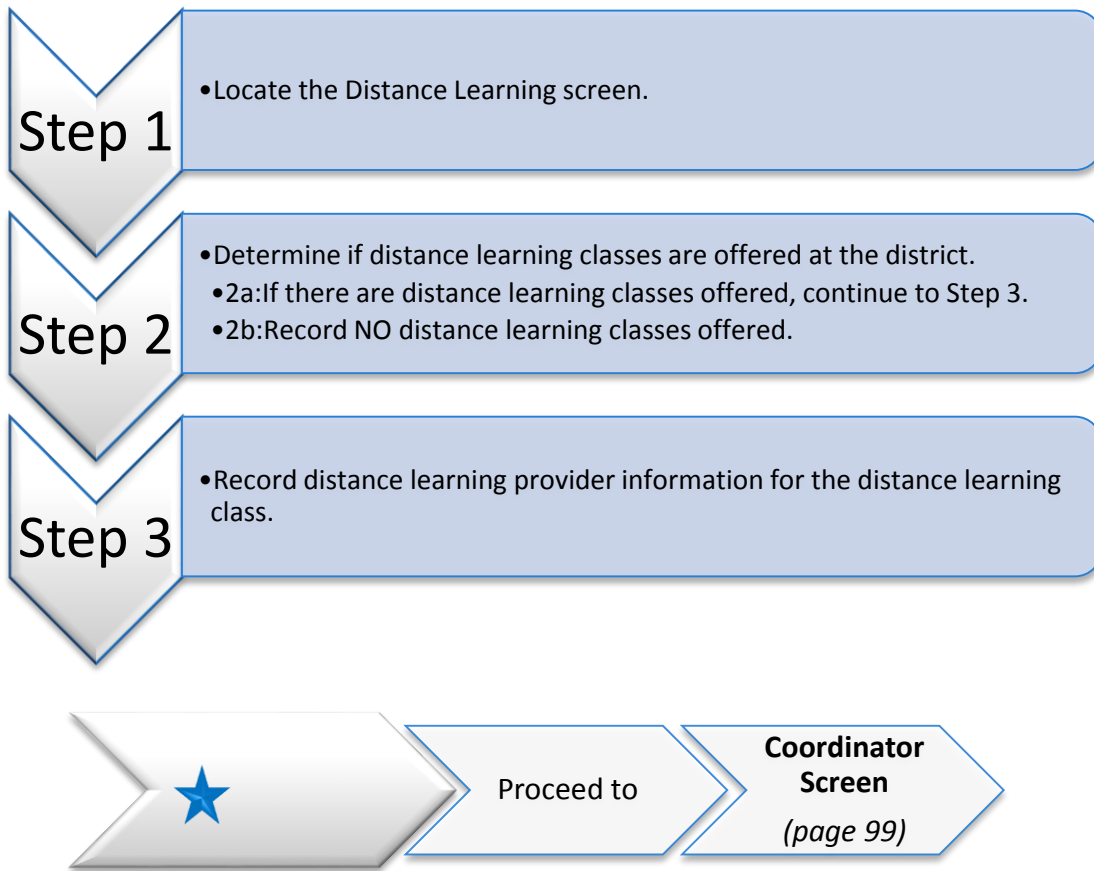 Step 1
•Locate the Distance Learning screen.
Step 2
•Determine if distance learning classes are offered at the district.
•2a:If there are distance learning classes offered, continue to Step 3.
•2b:Record NO distance learning classes offered.
Step 3
•Record distance learning provider information for the distance learning
class.
Proceed to
Coordinator
Screen
(page 99)